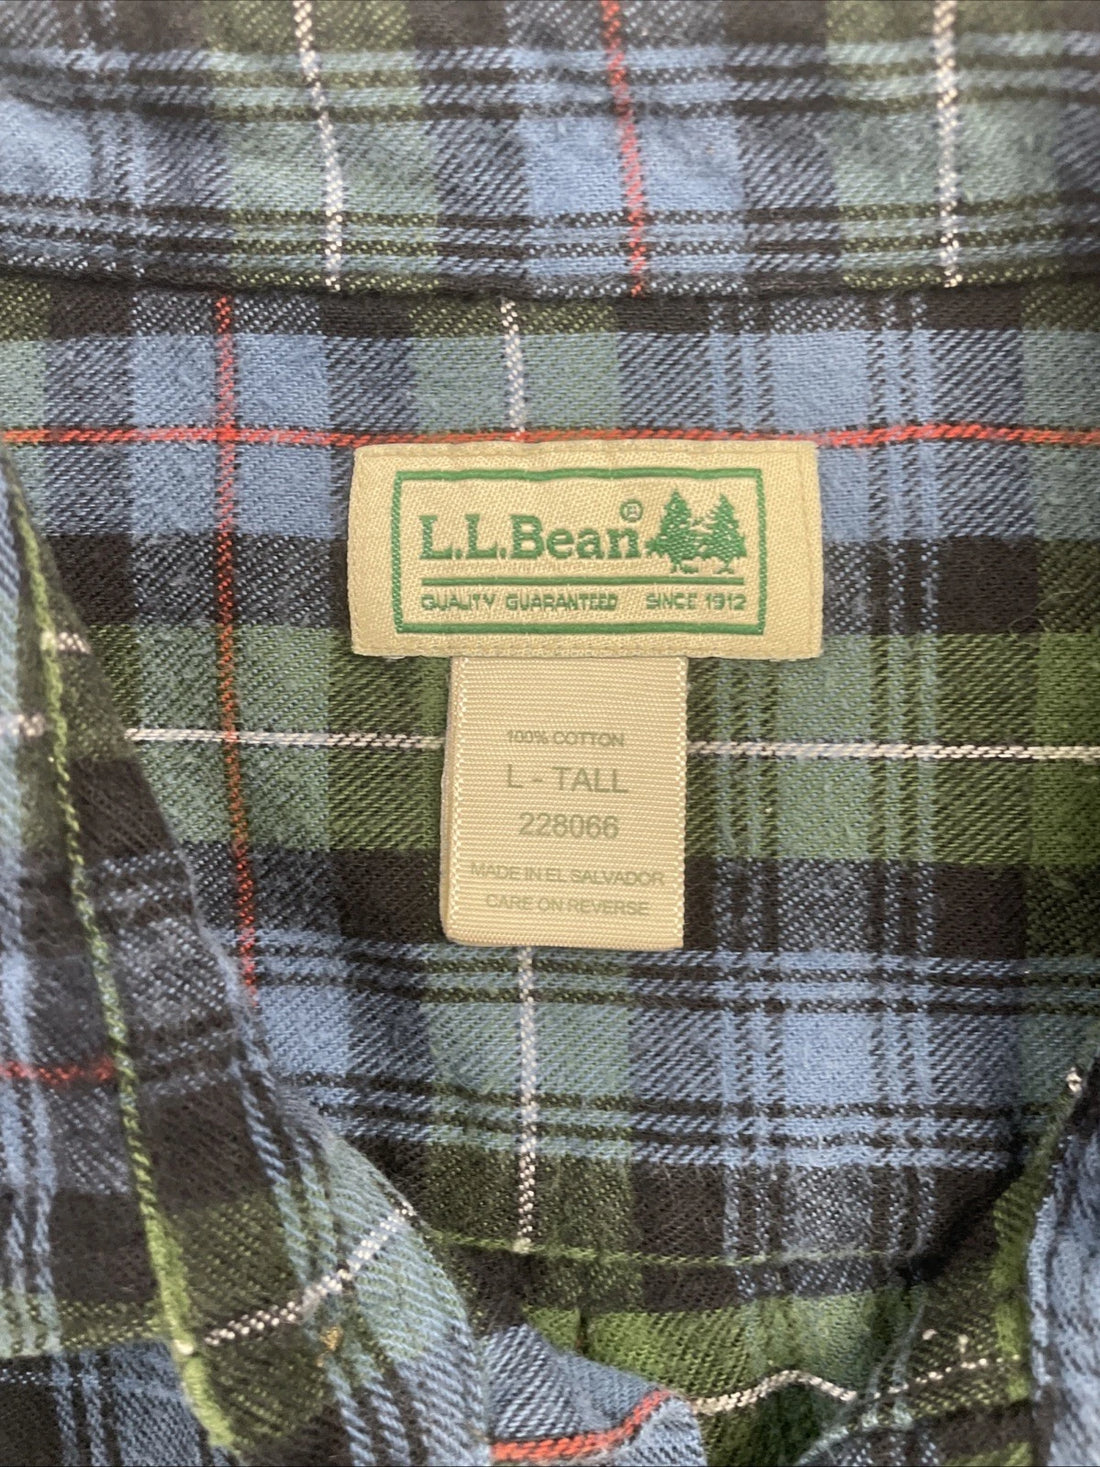 L.L.Bean®
QUALITY GUARANTEED SINCE 1912
100% COTTON
L - TALL
228066
MADE IN EL SALVADOR
CARE ON REVERSE